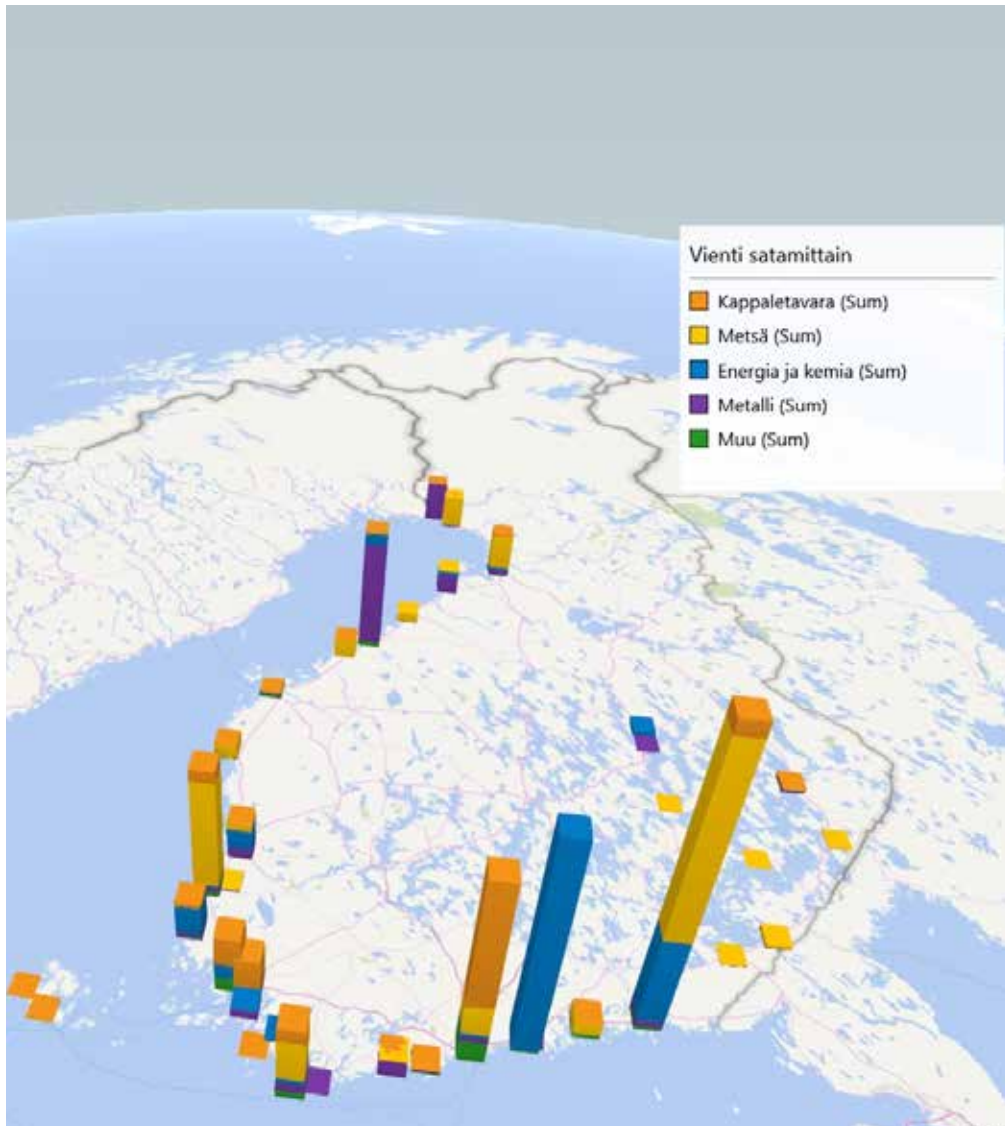 Vienti satamittain
Kappaletavara (Sum)
Metsä (Sum)
Energia ja kemia (Sum)
Metalli (Sum)
Muu (Sum)